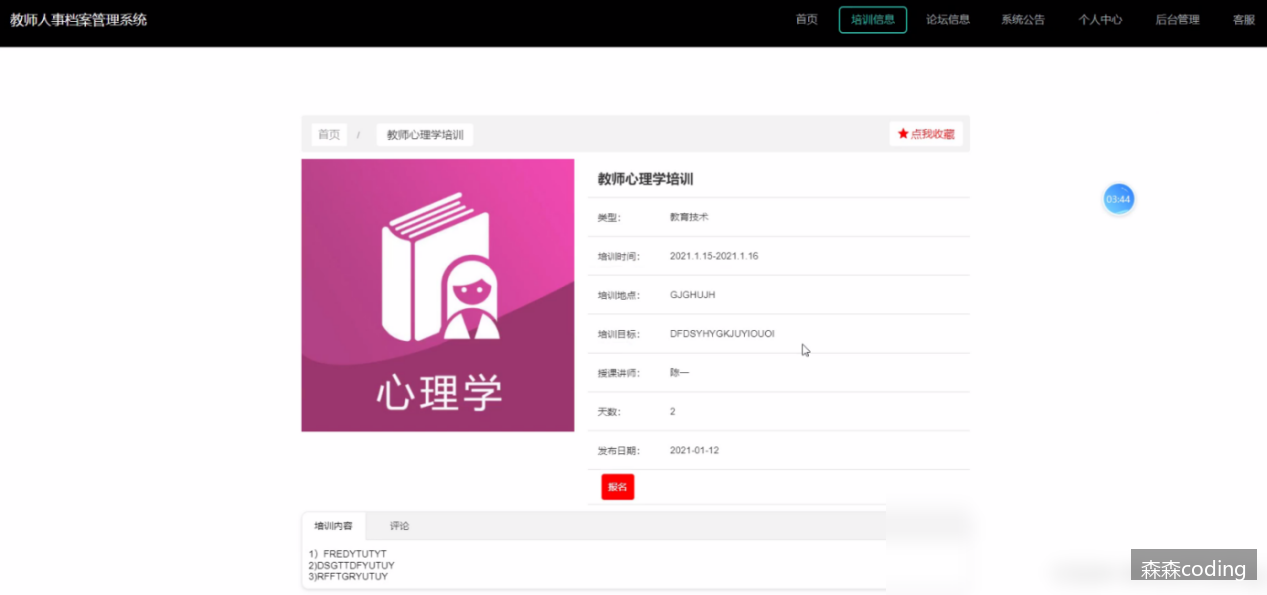 教师人事档案管理系统 首页 培训信息 论坛信息 系统公告 个人中心 后台管理 客服
首页 / 教师心理学培训 ★点我收藏
教师心理学培训
类型: 教育技术
03:44
培训时间: 2021.1.15-2021.1.16
培训地点: GJGHUJH
培训目标: DFDSYHYGKJUYIOUOI
授课讲师: 陈一
心理学
天数: 2
发布日期: 2021-01-12
报名
培训内容 评论
1) FREDYTUTYT
2)DSGTTDFYUTUY
3)RFFTGRYUTUY
森森coding